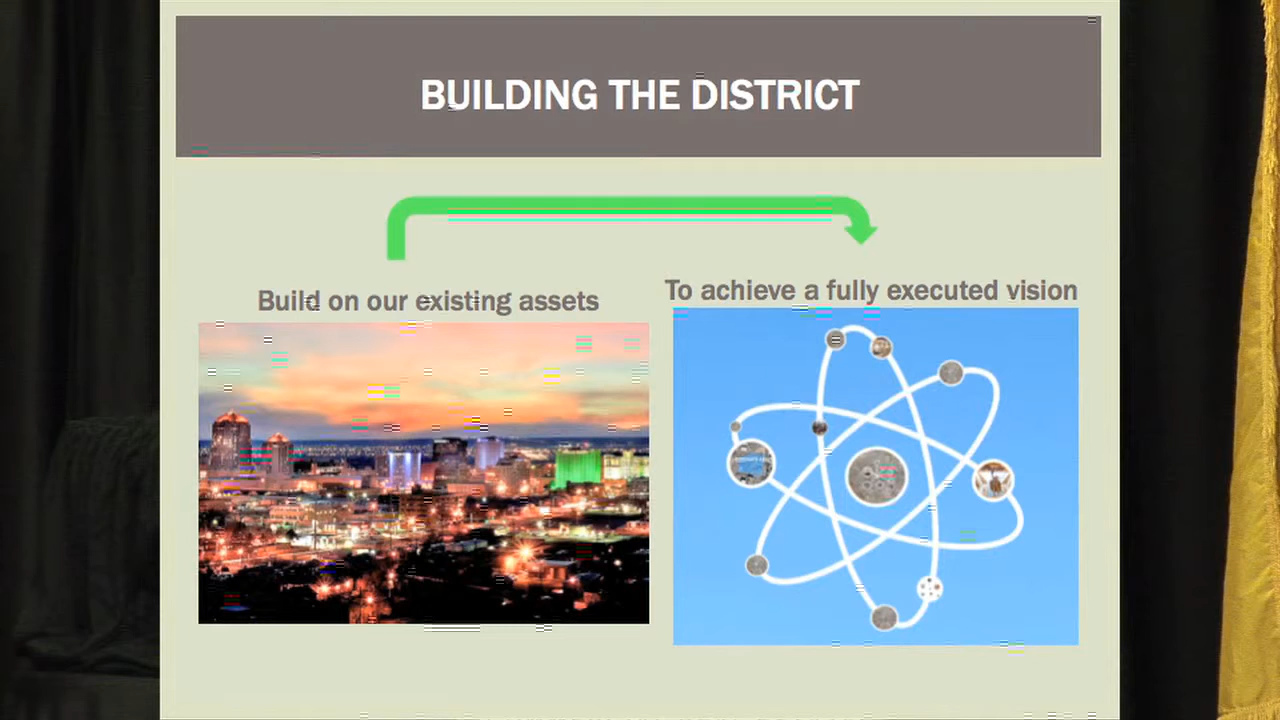 BUILDING THE DISTRICT
Build on our existing assets
To achieve a fully executed vision